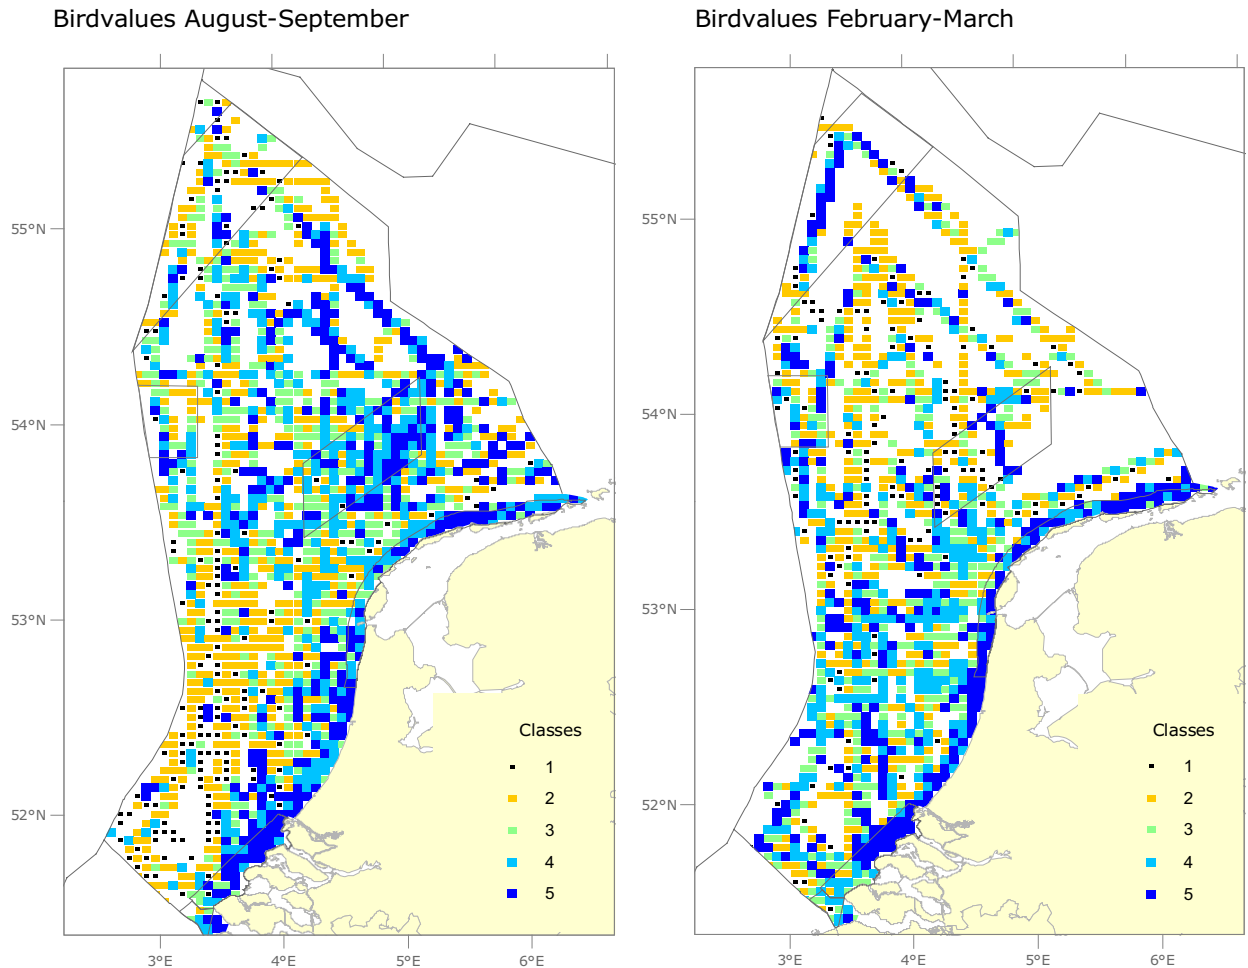 Birdvalues August-September
Birdvalues February-March
55°N
54°N
53°N
52°N
3°E
4°E
5°E
6°E
Classes
1
2
3
4
5
55°N
54°N
53°N
52°N
3°E
4°E
5°E
6°E
Classes
1
2
3
4
5